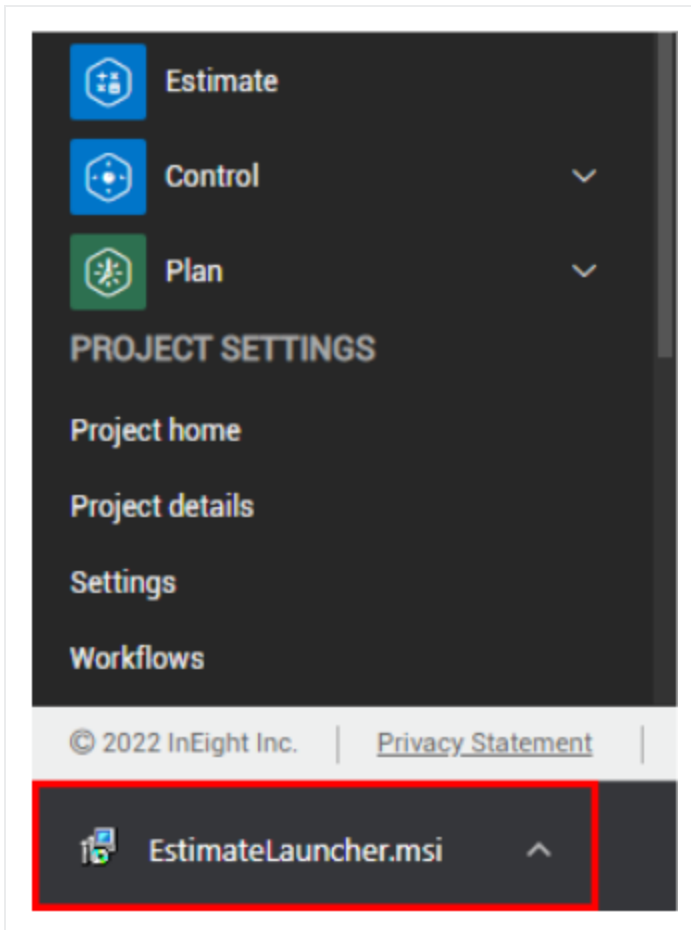 Estimate
Control
Plan
PROJECT SETTINGS
Project home
Project details
Settings
Workflows
© 2022 InEight Inc. | Privacy Statement |
EstimateLauncher.msi